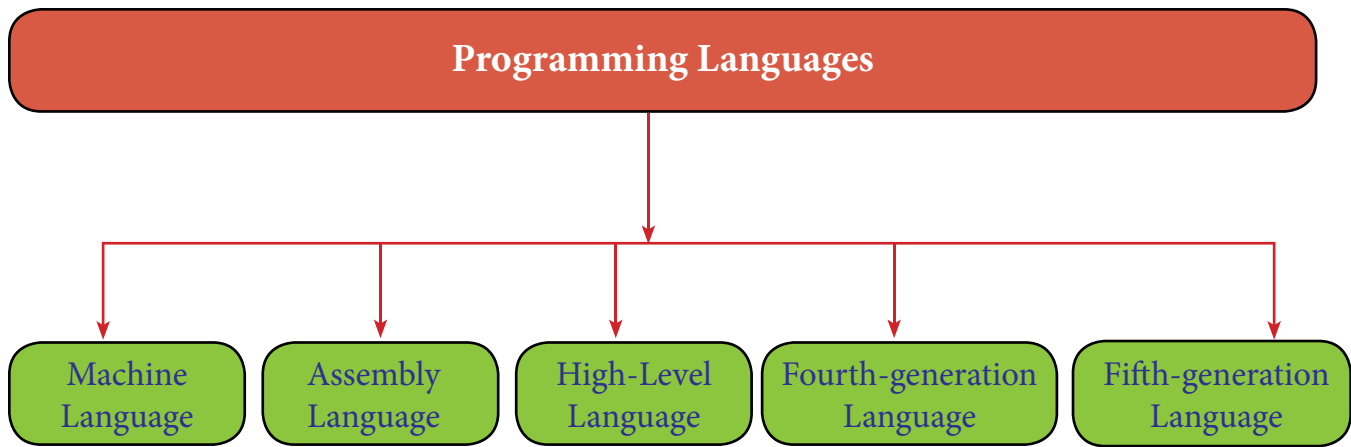 Programming Languages
Machine
Language
Assembly
Language
High-Level
Language
Fourth-generation
Language
Fifth-generation
Language